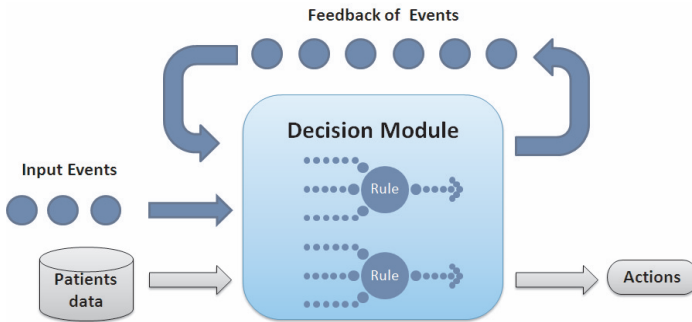 Feedback of Events
Decision Module
Input Events
Rule
Rule
Patients
data
Actions